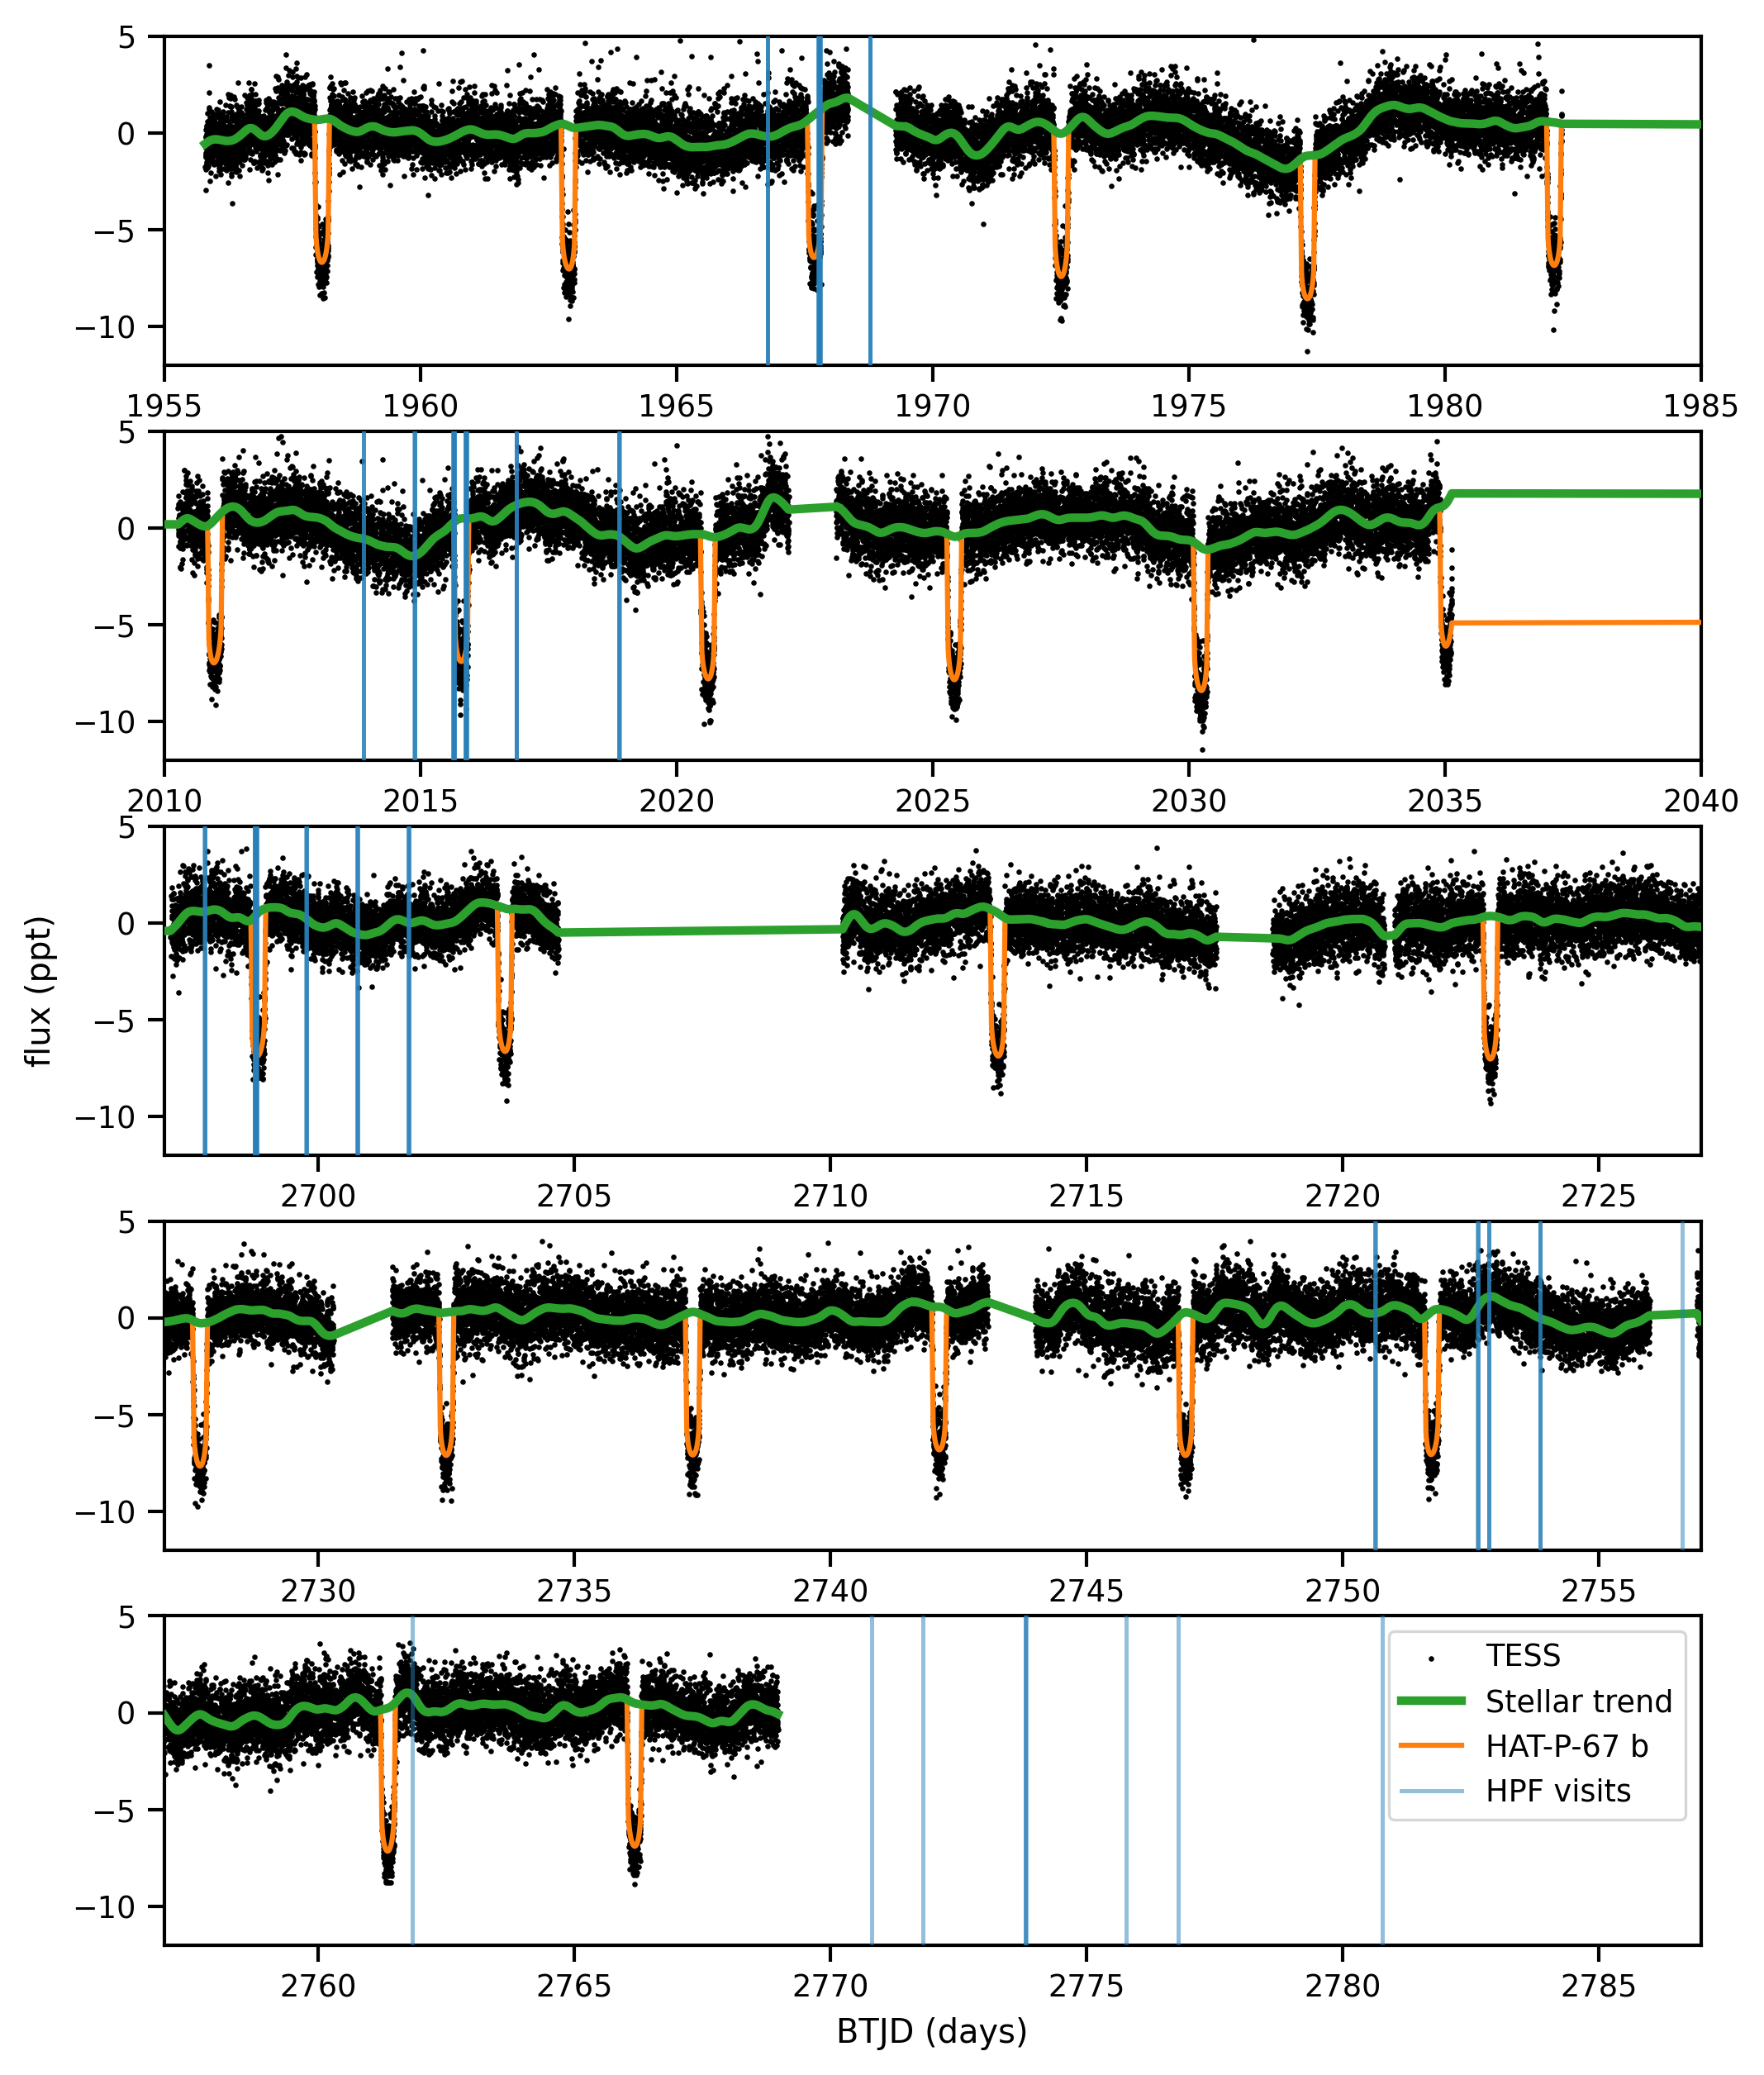 5
0
−5
−10
1955 1960 1965 1970 1975 1980 1985
5
0
−5
−10
2010 2015 2020 2025 2030 2035 2040
5
0
−5
−10
2700 2705 2710 2715 2720 2725
flux (ppt)
5
0
−5
−10
2730 2735 2740 2745 2750 2755
5
0
−5
−10
TESS
Stellar trend
HAT-P-67 b
HPF visits
2760 2765 2770 2775 2780 2785
BTJD (days)